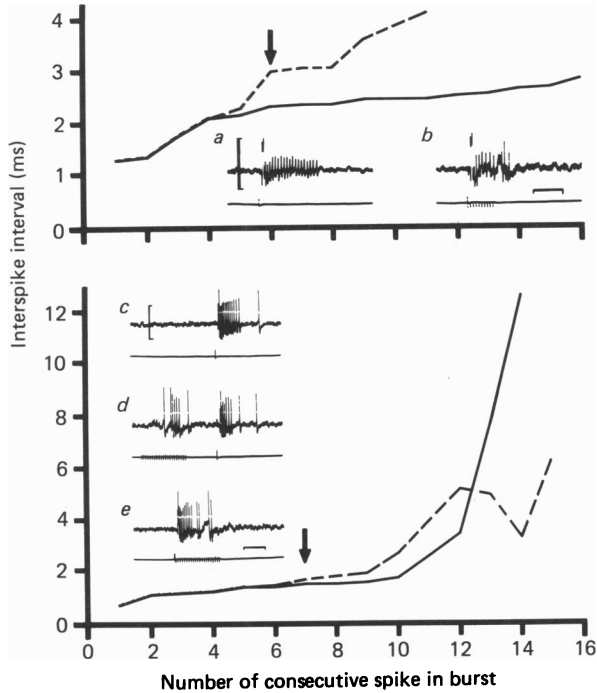 4
3
2
1
0
a
b
Interspike interval (ms)
12
10
8
6
4
2
0
c
d
e
0 2 4 6 8 10 12 14 16
Number of consecutive spike in burst